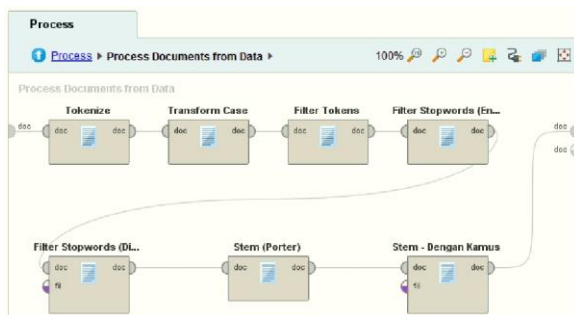 Process
Process Process Documents from Data
100%
Process Documents from Data
Tokenize
Transform Case
Filter Tokens
Filter Stopwords (En...
doc
doc doc
doc doc
doc doc
doc doc
doc
doc
Filter Stopwords (Di...
Stem (Porter)
Stem - Dengan Kamus
doc doc
fil
doc doc
doc doc
fil